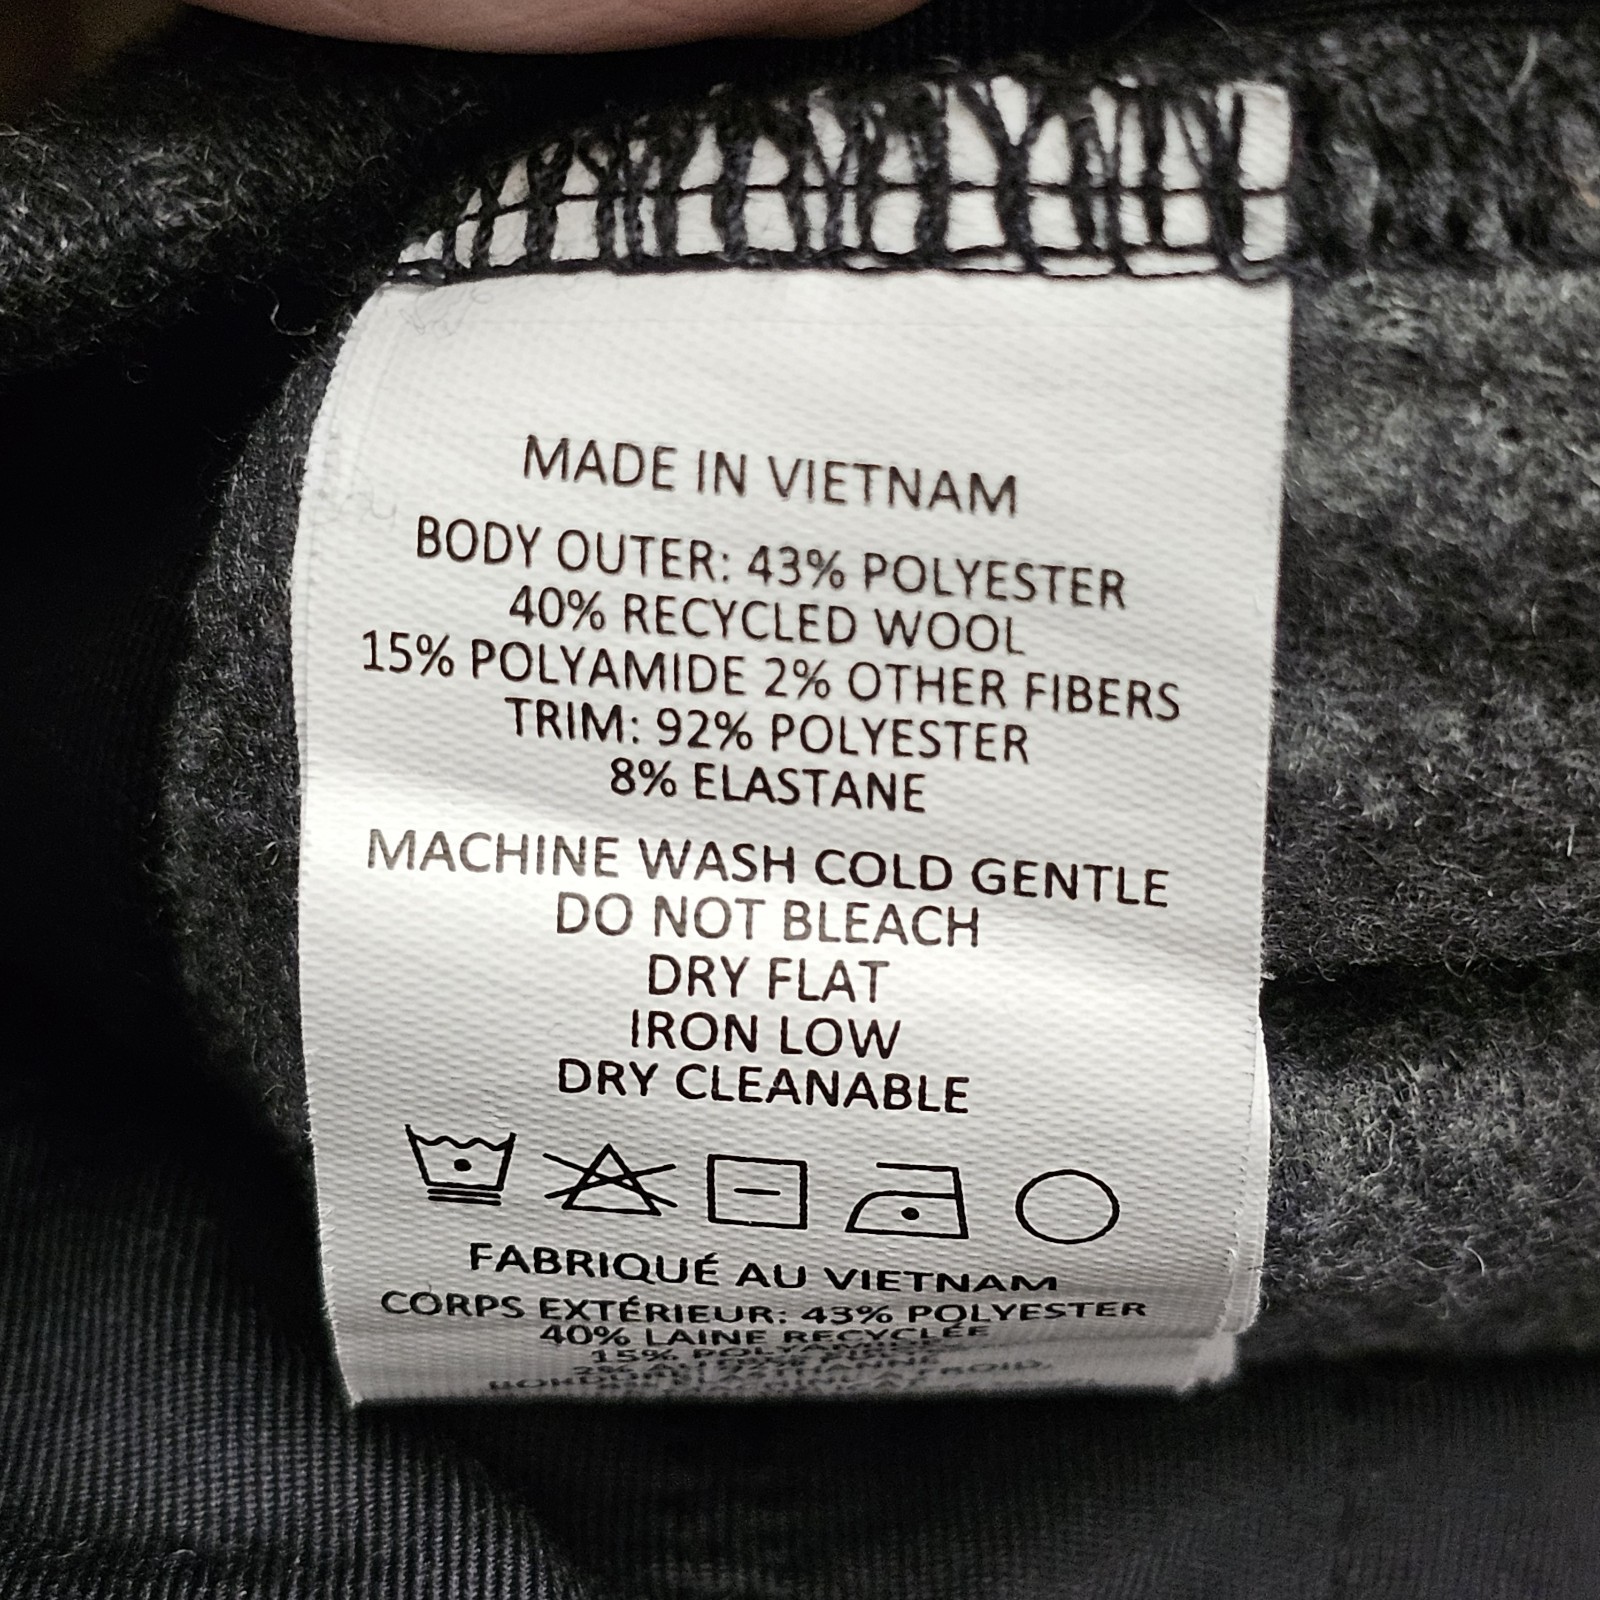 MADE IN VIETNAM
BODY OUTER: 43% POLYESTER
40% RECYCLED WOOL
15% POLYAMIDE 2% OTHER FIBERS
TRIM: 92% POLYESTER
8% ELASTANE
MACHINE WASH COLD GENTLE
DO NOT BLEACH
DRY FLAT
IRON LOW
DRY CLEANABLE
FABRIQUÉ AU VIETNAM
CORPS EXTÉRIEUR: 43% POLYESTER
40% LAINE RECYCLÉE
15% POLYAMIDE